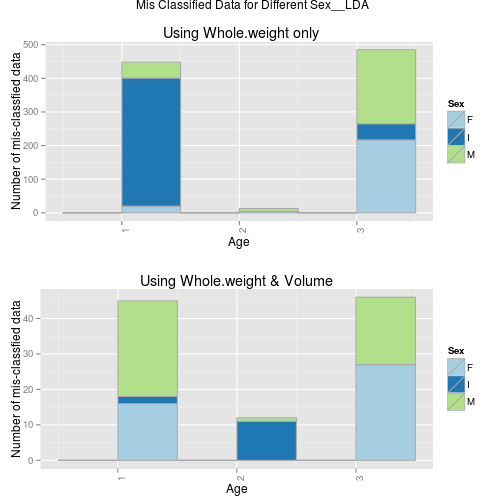 Mis Classified Data for Different Sex__LDA
Using Whole.weight only
Number of mis-classfied data
500
400
300
200
100
0
1
2
3
Age
Sex
F
I
M
Using Whole.weight & Volume
Number of mis-classfied data
40
30
20
10
0
1
2
3
Age
Sex
F
I
M